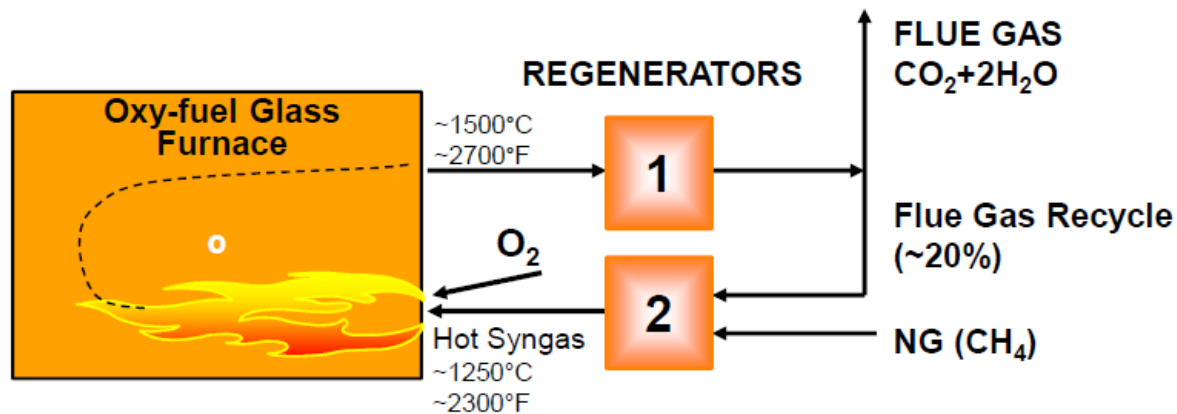 Oxy-fuel Glass
Furnace
~1500°C
~2700°F
REGENERATORS
1
FLUE GAS
CO₂+2H₂O
O₂
2
Flue Gas Recycle
(~20%)
Hot Syngas
~1250°C
~2300°F
NG (CH₄)